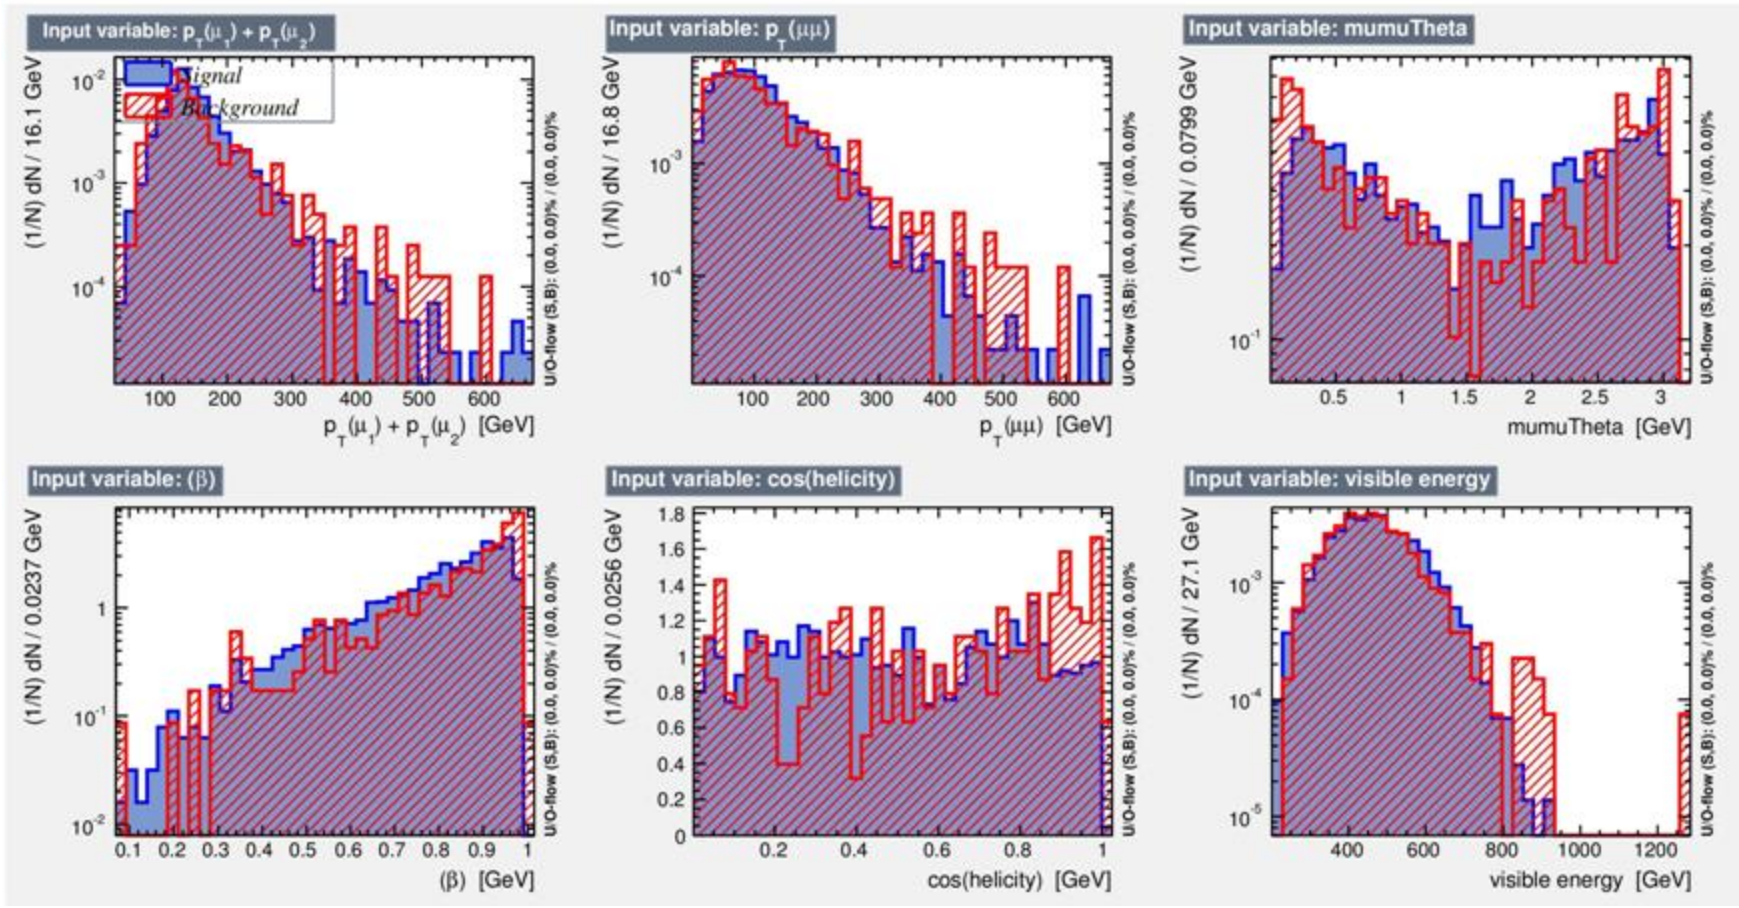 Input variable: p_T(μ_1) + p_T(μ_2)
Signal
Background
(1/N) dN / 16.1 GeV
10^-2
10^-3
10^-4
100 200 300 400 500 600
p_T(μ_1) + p_T(μ_2) [GeV]
U/O-flow (S,B): (0.0, 0.0)% / (0.0, 0.0)%
Input variable: p_T(μμ)
(1/N) dN / 16.8 GeV
10^-3
10^-4
100 200 300 400 500 600
p_T(μμ) [GeV]
U/O-flow (S,B): (0.0, 0.0)% / (0.0, 0.0)%
Input variable: mumuTheta
(1/N) dN / 0.0799 GeV
10^-1
0.5 1 1.5 2 2.5 3
mumuTheta [GeV]
U/O-flow (S,B): (0.0, 0.0)% / (0.0, 0.0)%
Input variable: (β)
(1/N) dN / 0.0237 GeV
1
10^-1
10^-2
0.1 0.2 0.3 0.4 0.5 0.6 0.7 0.8 0.9 1
(β) [GeV]
U/O-flow (S,B): (0.0, 0.0)% / (0.0, 0.0)%
Input variable: cos(helicity)
(1/N) dN / 0.0256 GeV
1.8
1.6
1.4
1.2
1
0.8
0.6
0.4
0.2
0
0.2 0.4 0.6 0.8 1
cos(helicity) [GeV]
U/O-flow (S,B): (0.0, 0.0)% / (0.0, 0.0)%
Input variable: visible energy
(1/N) dN / 27.1 GeV
10^-3
10^-4
10^-5
400 600 800 1000 1200
visible energy [GeV]
U/O-flow (S,B): (0.0, 0.0)% / (0.0, 0.0)%